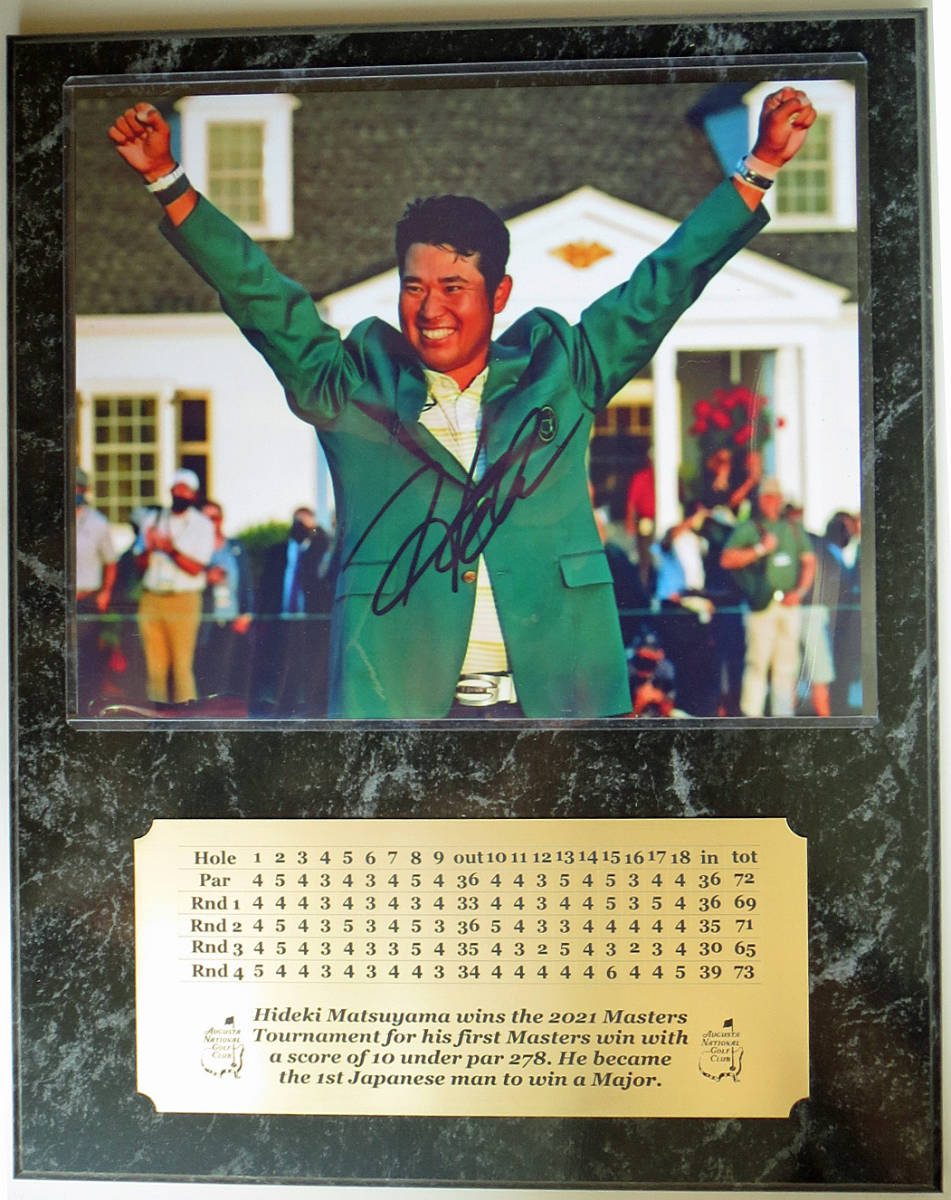 Hole 1 2 3 4 5 6 7 8 9 out 10 11 12 13 14 15 16 17 18 in tot
Par 4 5 4 3 4 3 4 5 4 36 4 4 3 5 4 5 3 4 4 36 72
Rnd 1 4 4 4 3 4 3 4 3 4 33 4 4 3 4 4 5 3 5 4 36 69
Rnd 2 4 5 4 3 5 3 4 5 3 36 5 4 3 3 4 4 4 4 4 35 71
Rnd 3 4 5 4 3 4 3 3 5 4 35 4 3 2 5 4 3 2 3 4 30 65
Rnd 4 5 4 4 3 4 3 4 4 3 34 4 4 4 4 4 6 4 4 5 39 73
Hideki Matsuyama wins the 2021 Masters
Tournament for his first Masters win with
a score of 10 under par 278. He became
the 1st Japanese man to win a Major.
Augusta
National
Golf
Club
Augusta
National
Golf
Club